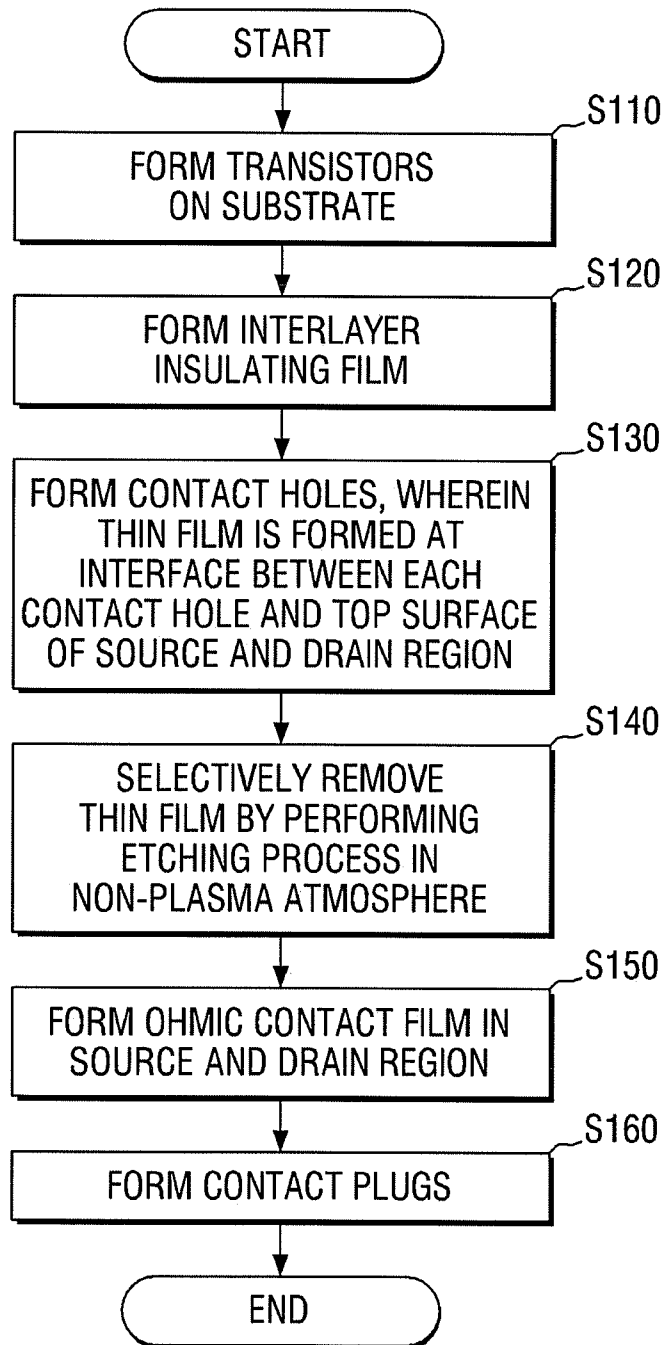 START
S110
FORM TRANSISTORS
ON SUBSTRATE
S120
FORM INTERLAYER
INSULATING FILM
S130
FORM CONTACT HOLES, WHEREIN
THIN FILM IS FORMED AT
INTERFACE BETWEEN EACH
CONTACT HOLE AND TOP SURFACE
OF SOURCE AND DRAIN REGION
S140
SELECTIVELY REMOVE
THIN FILM BY PERFORMING
ETCHING PROCESS IN
NON-PLASMA ATMOSPHERE
S150
FORM OHMIC CONTACT FILM IN
SOURCE AND DRAIN REGION
S160
FORM CONTACT PLUGS
END